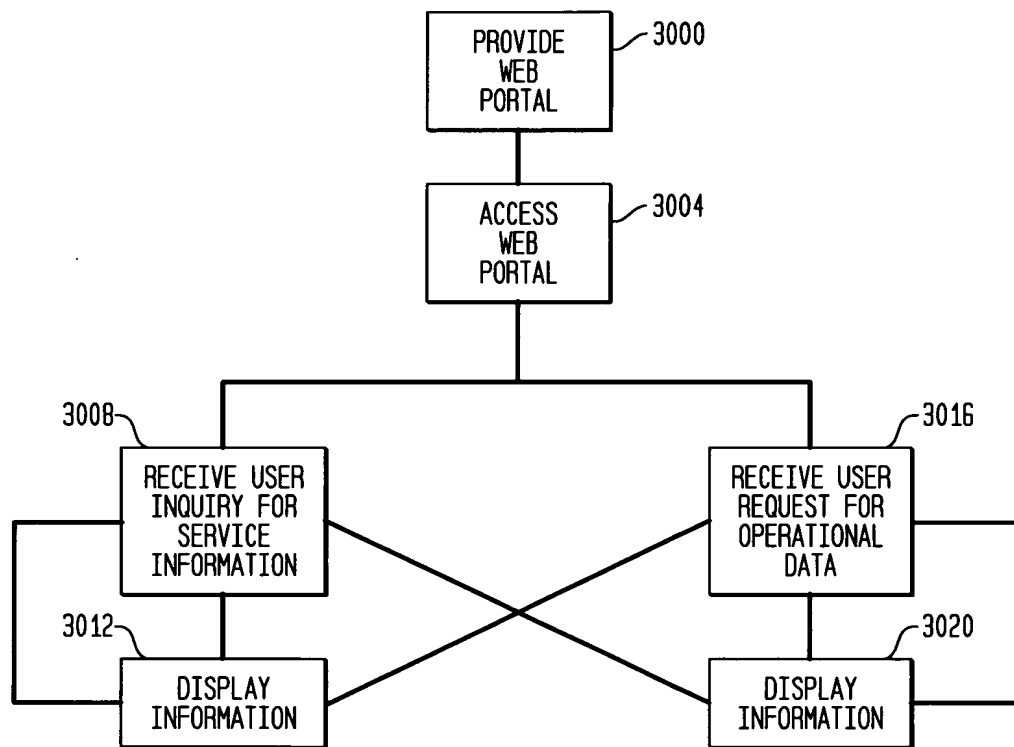 PROVIDE
WEB
PORTAL
3000
ACCESS
WEB
PORTAL
3004
3008
RECEIVE USER
INQUIRY FOR
SERVICE
INFORMATION
3016
RECEIVE USER
REQUEST FOR
OPERATIONAL
DATA
3012
DISPLAY
INFORMATION
3020
DISPLAY
INFORMATION